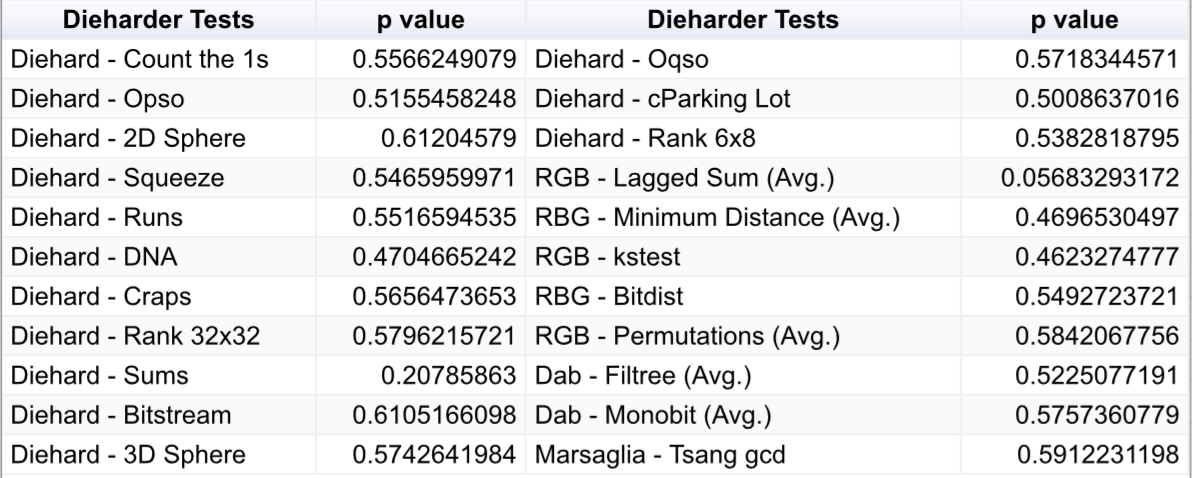 Dieharder Tests p value Dieharder Tests p value
Diehard - Count the 1s 0.5566249079 Diehard - Oqso 0.5718344571
Diehard - Opso 0.5155458248 Diehard - cParking Lot 0.5008637016
Diehard - 2D Sphere 0.61204579 Diehard - Rank 6x8 0.5382818795
Diehard - Squeeze 0.5465959971 RGB - Lagged Sum (Avg.) 0.05683293172
Diehard - Runs 0.5516594535 RBG - Minimum Distance (Avg.) 0.4696530497
Diehard - DNA 0.4704665242 RGB - kstest 0.4623274777
Diehard - Craps 0.5656473653 RBG - Bitdist 0.5492723721
Diehard - Rank 32x32 0.5796215721 RGB - Permutations (Avg.) 0.5842067756
Diehard - Sums 0.20785863 Dab - Filtree (Avg.) 0.5225077191
Diehard - Bitstream 0.6105166098 Dab - Monobit (Avg.) 0.5757360779
Diehard - 3D Sphere 0.5742641984 Marsaglia - Tsang gcd 0.5912231198